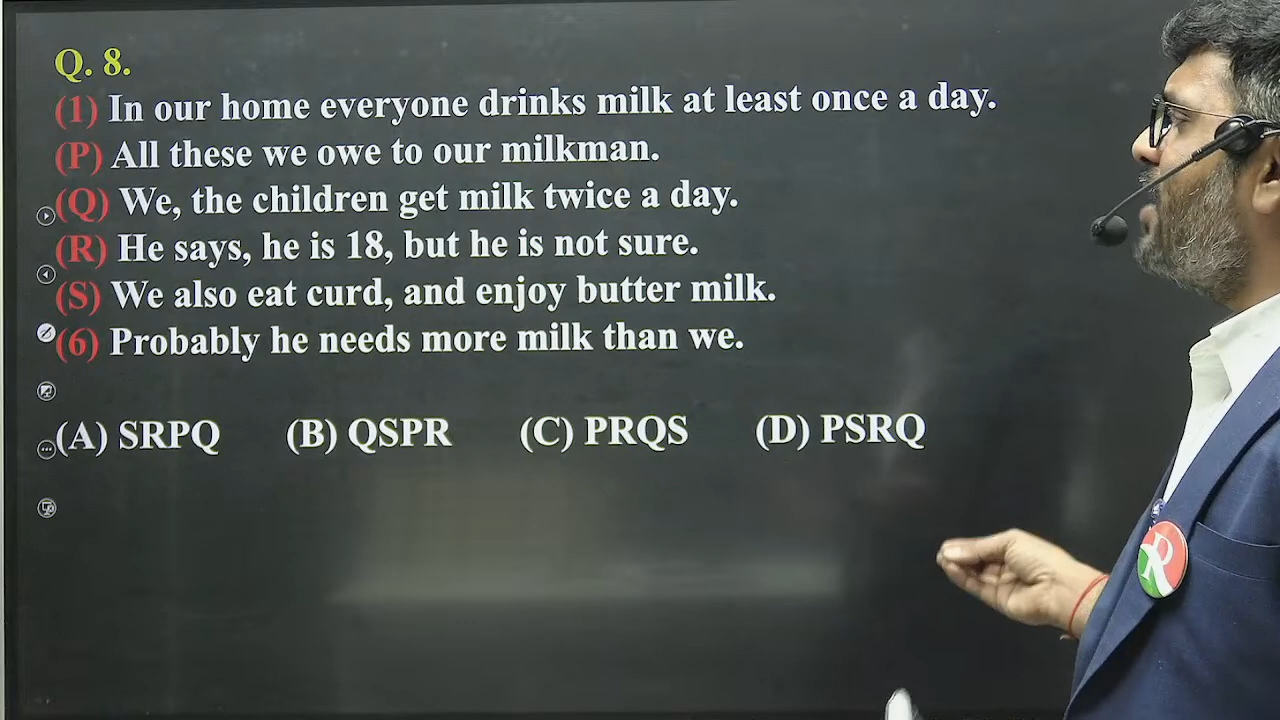 Q. 8.
(1) In our home everyone drinks milk at least once a day.
(P) All these we owe to our milkman.
(Q) We, the children get milk twice a day.
(R) He says, he is 18, but he is not sure.
(S) We also eat curd, and enjoy butter milk.
(6) Probably he needs more milk than we.
(A) SRPQ (B) QSPR (C) PRQS (D) PSRQ
R